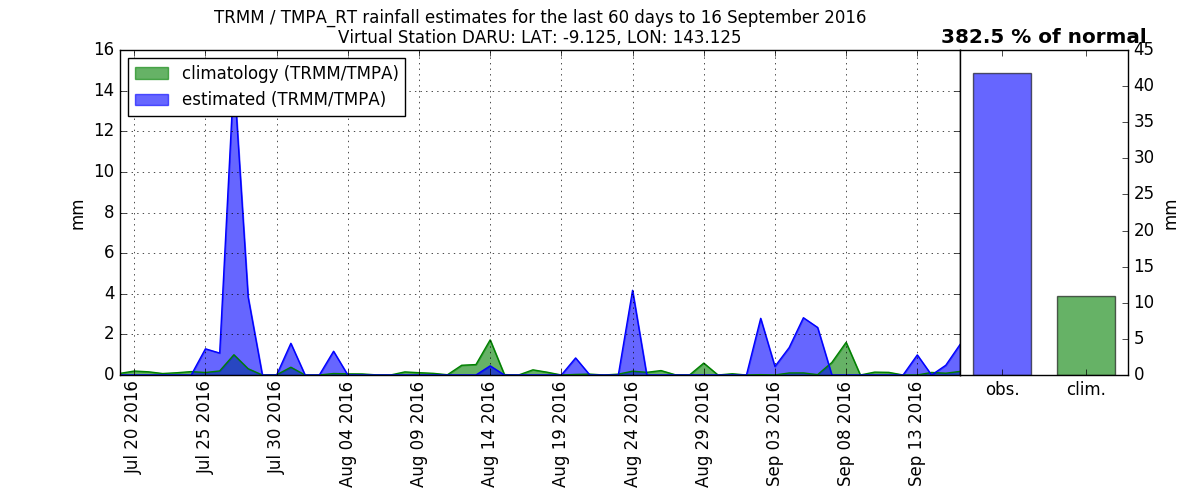 TRMM / TMPA_RT rainfall estimates for the last 60 days to 16 September 2016
Virtual Station DARU: LAT: -9.125, LON: 143.125
382.5 % of normal
climatology (TRMM/TMPA)
estimated (TRMM/TMPA)
16
14
12
10
8
6
4
2
0
mm
Jul 20 2016
Jul 25 2016
Jul 30 2016
Aug 04 2016
Aug 09 2016
Aug 14 2016
Aug 19 2016
Aug 24 2016
Aug 29 2016
Sep 03 2016
Sep 08 2016
Sep 13 2016
45
40
35
30
25
20
15
10
5
0
mm
obs.
clim.